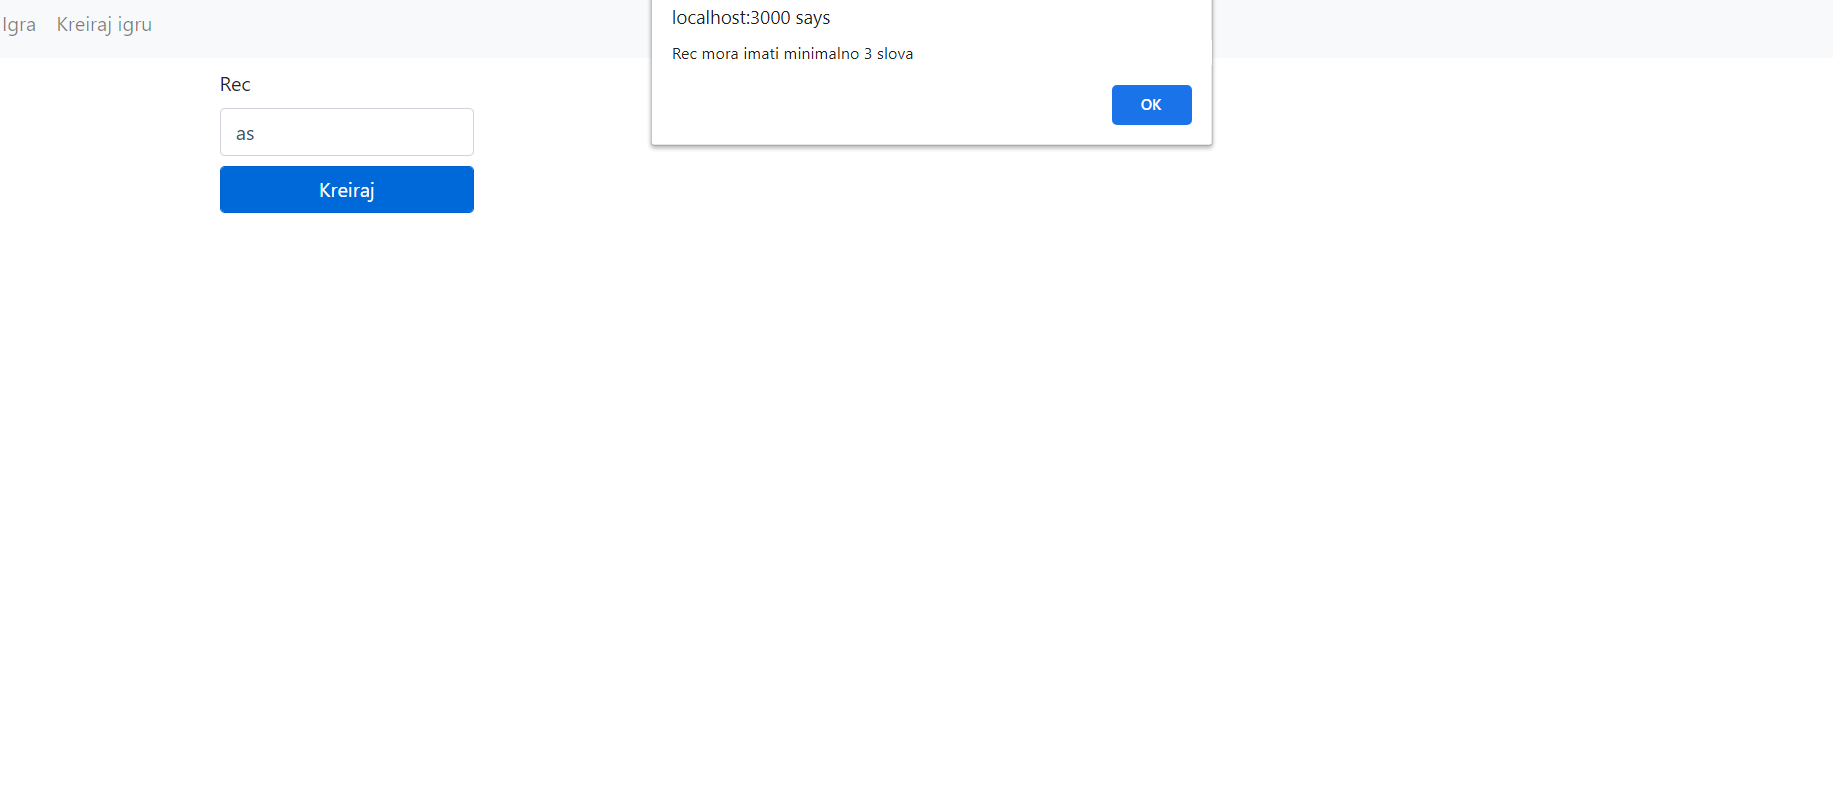 Igra Kreiraj igru
localhost:3000 says
Rec mora imati minimalno 3 slova
OK
Rec
as
Kreiraj